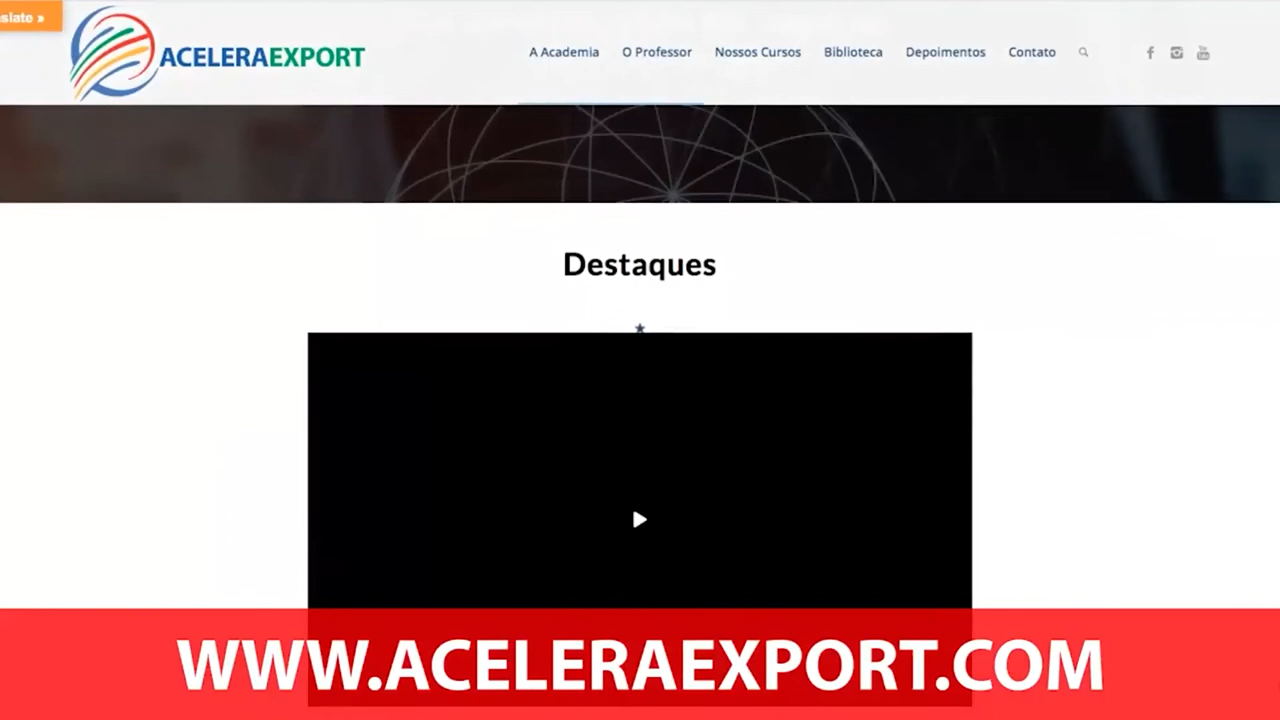 slate »
ACELERAEXPORT
A Academia O Professor Nossos Cursos Biblioteca Depoimentos Contato
Destaques
WWW.ACELERAEXPORT.COM